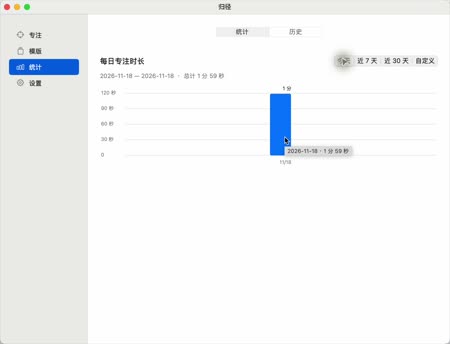 归径
专注
模版
统计
设置
统计 历史
每日专注时长
近 7 天 近 30 天 自定义
2026-11-18 — 2026-11-18 · 总计 1 分 59 秒
1 分
120 秒
90 秒
60 秒
30 秒
0
2026-11-18 · 1 分 59 秒
11/18